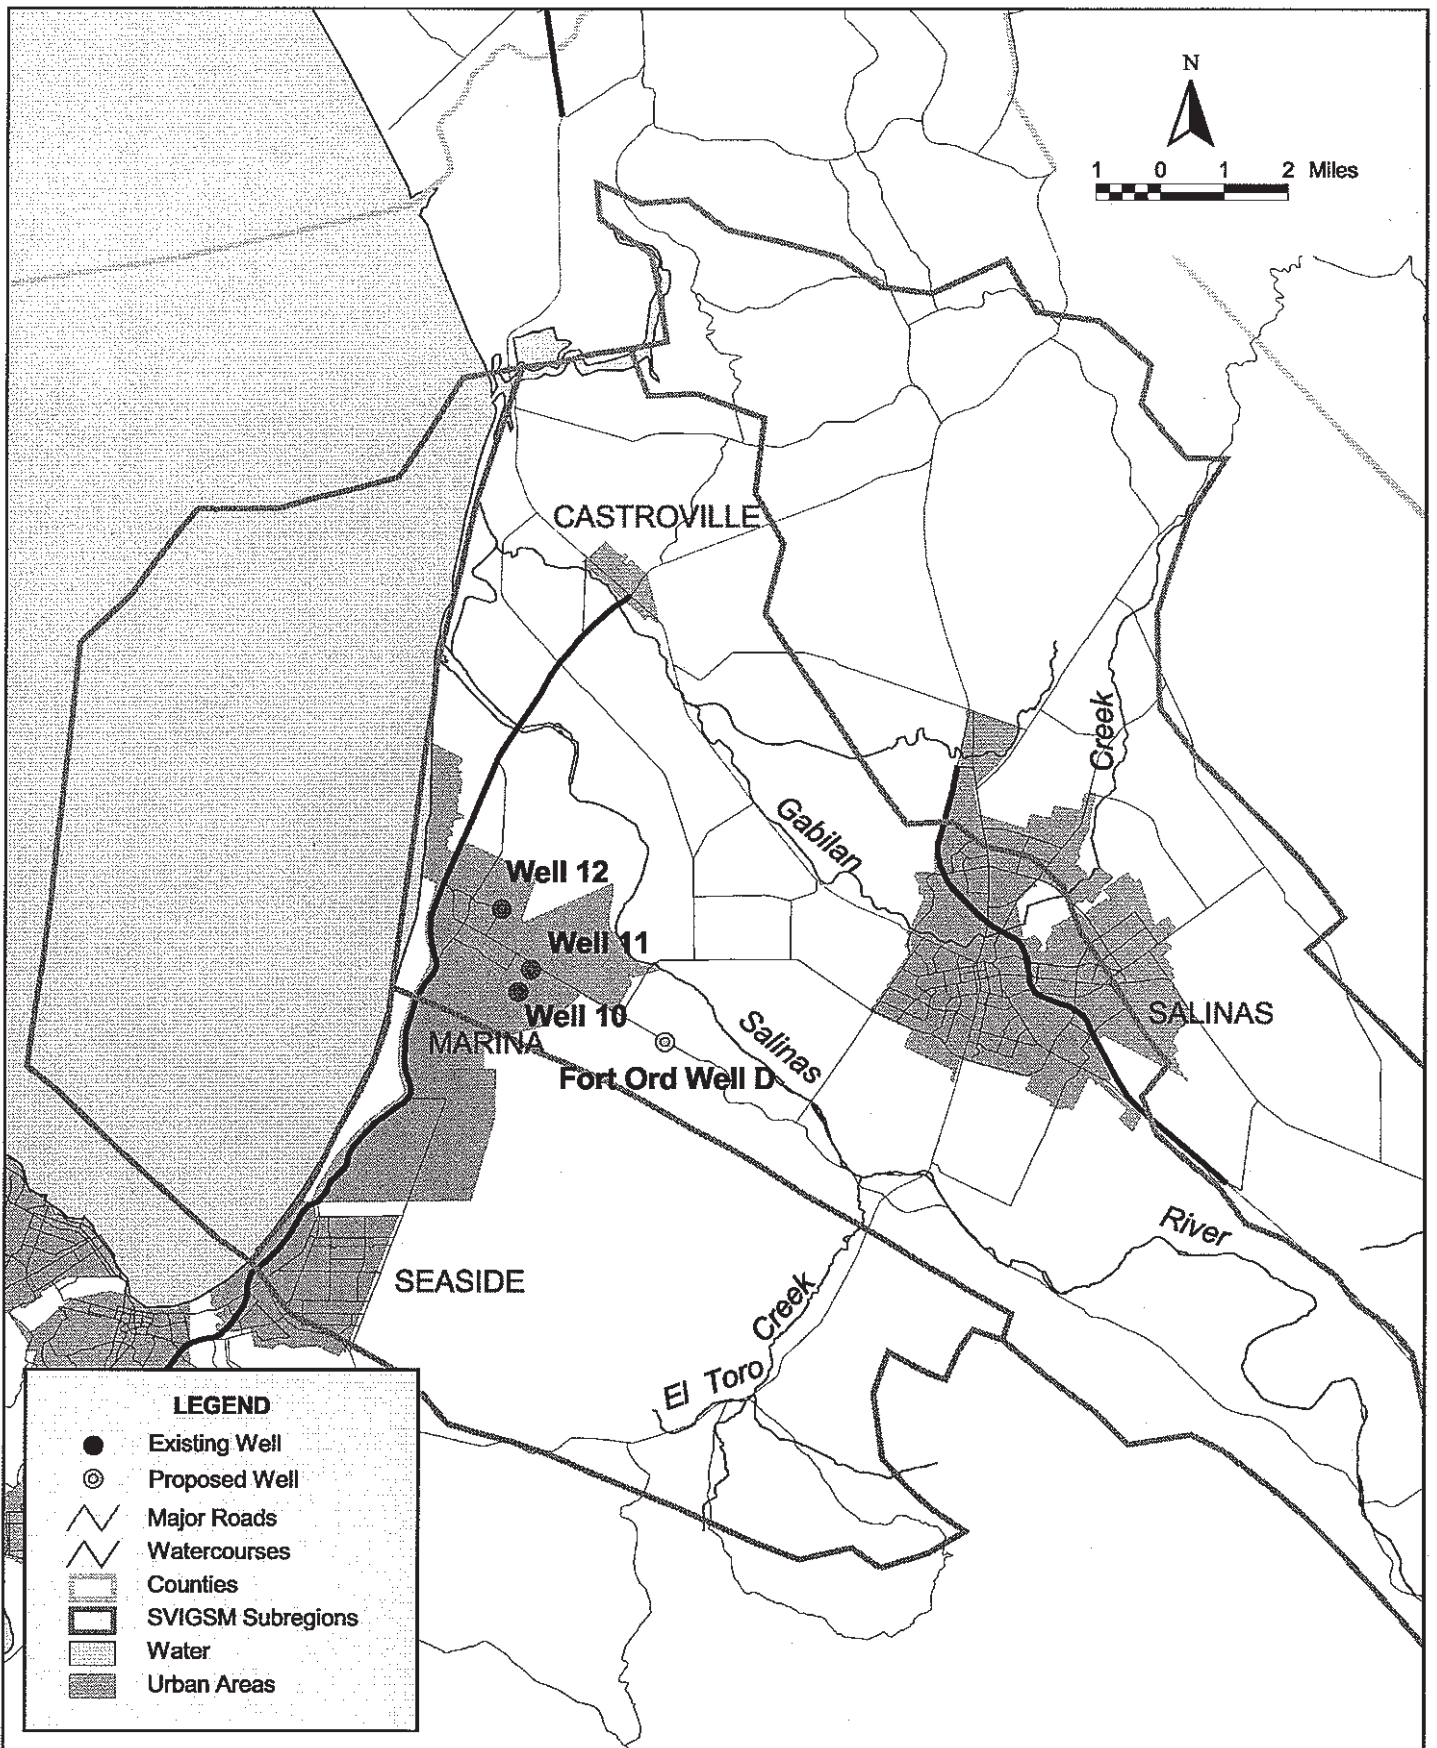 N
1 0 1 2 Miles
CASTROVILLE
Creek
Gabilan
Well 12
Well 11
SALINAS
Well 10
MARINA
Salinas
Fort Ord Well D
River
SEASIDE
Creek
El Toro
LEGEND
Existing Well
Proposed Well
Major Roads
Watercourses
Counties
SVIGSM Subregions
Water
Urban Areas